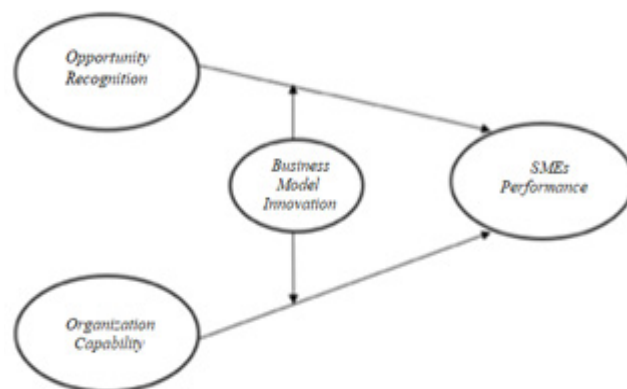 Opportunity
Recognition
Business
Model
Innovation
SMEs
Performance
Organization
Capability